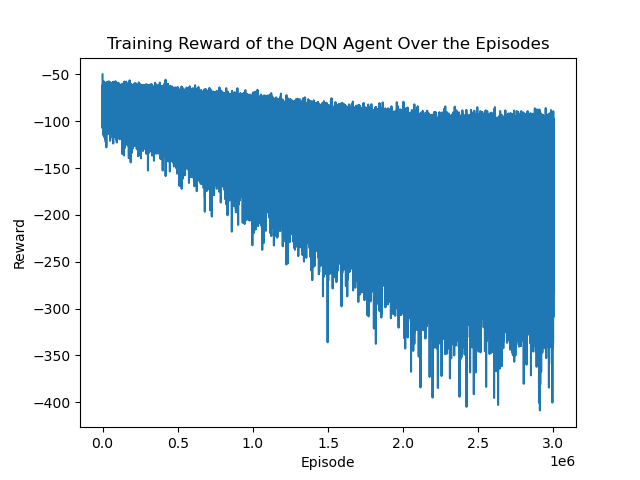 Training Reward of the DQN Agent Over the Episodes
−50
−100
−150
−200
−250
−300
−350
−400
Reward
0.0 0.5 1.0 1.5 2.0 2.5 3.0
1e6
Episode